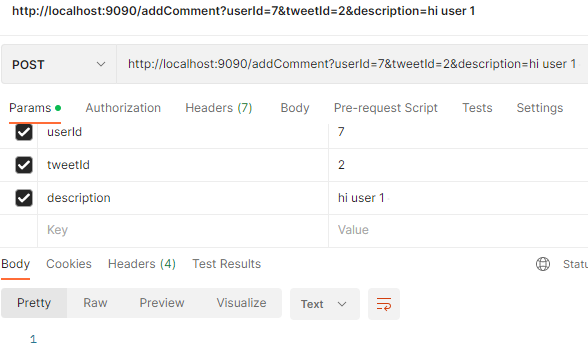 http://localhost:9090/addComment?userId=7&tweetId=2&description=hi user 1
POST http://localhost:9090/addComment?userId=7&tweetId=2&description=hi user 1
Params Authorization Headers (7) Body Pre-request Script Tests Settings
userId 7
tweetId 2
description hi user 1
Key Value
Body Cookies Headers (4) Test Results Statu
Pretty Raw Preview Visualize Text
1